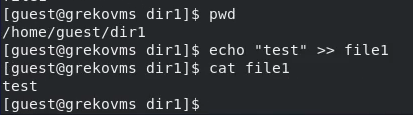 [guest@grekovms dir1]$ pwd
/home/guest/dir1
[guest@grekovms dir1]$ echo "test" >> file1
[guest@grekovms dir1]$ cat file1
test
[guest@grekovms dir1]$